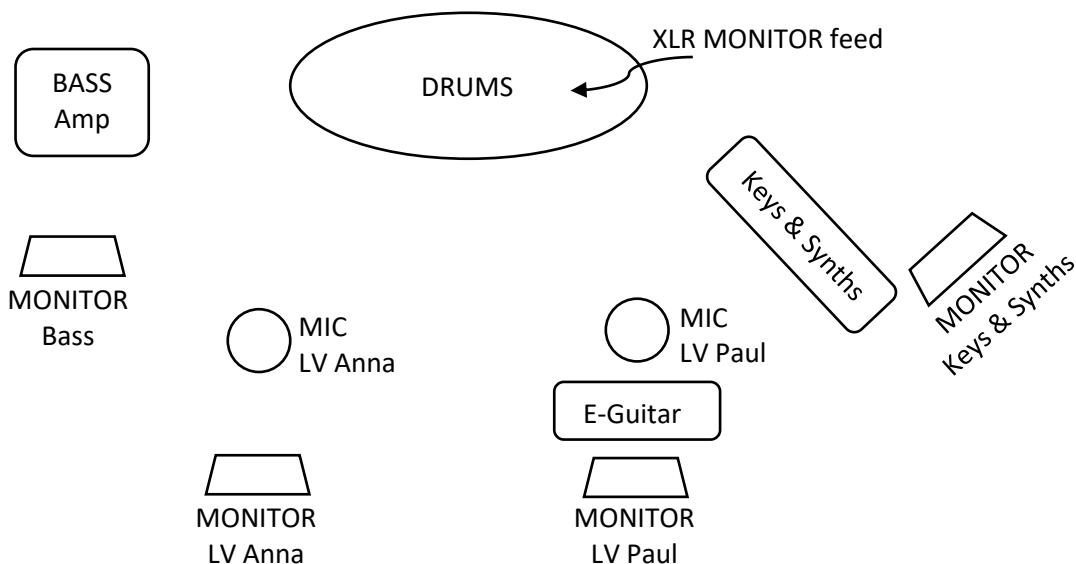 XLR MONITOR feed
BASS
Amp
DRUMS
Keys & Synths
MONITOR
Keys & Synths
MONITOR
Bass
MIC
LV Anna
MIC
LV Paul
E-Guitar
MONITOR
LV Anna
MONITOR
LV Paul